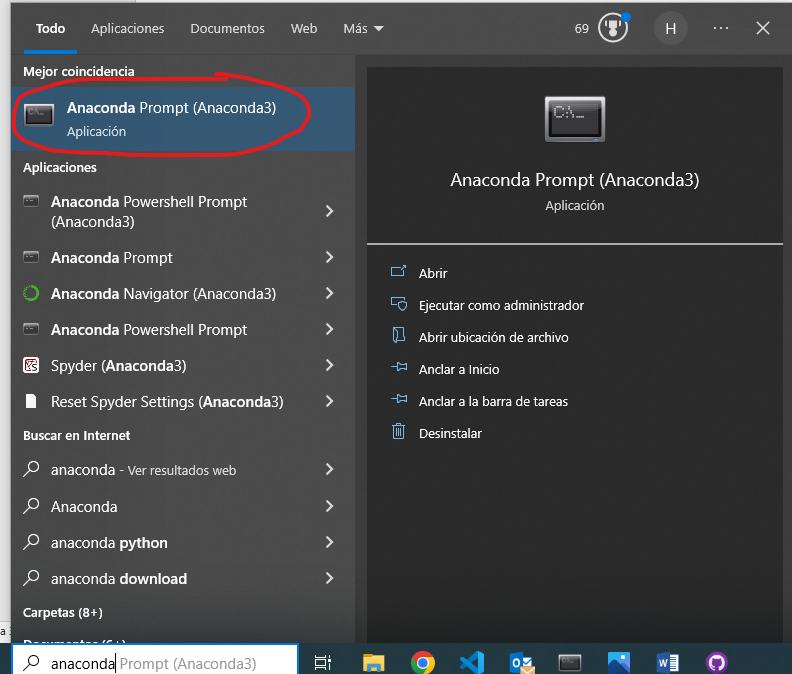 Todo Aplicaciones Documentos Web Más 69 H ...
Mejor coincidencia
Anaconda Prompt (Anaconda3)
Aplicación
Aplicaciones
Anaconda Powershell Prompt
(Anaconda3)
Anaconda Prompt
Anaconda Navigator (Anaconda3)
Anaconda Powershell Prompt
Spyder (Anaconda3)
Reset Spyder Settings (Anaconda3)
Buscar en Internet
anaconda - Ver resultados web
Anaconda
anaconda python
anaconda download
Carpetas (8+)
Documentos (6+)
anaconda Prompt (Anaconda3)
C:\_
Anaconda Prompt (Anaconda3)
Aplicación
Abrir
Ejecutar como administrador
Abrir ubicación de archivo
Anclar a Inicio
Anclar a la barra de tareas
Desinstalar